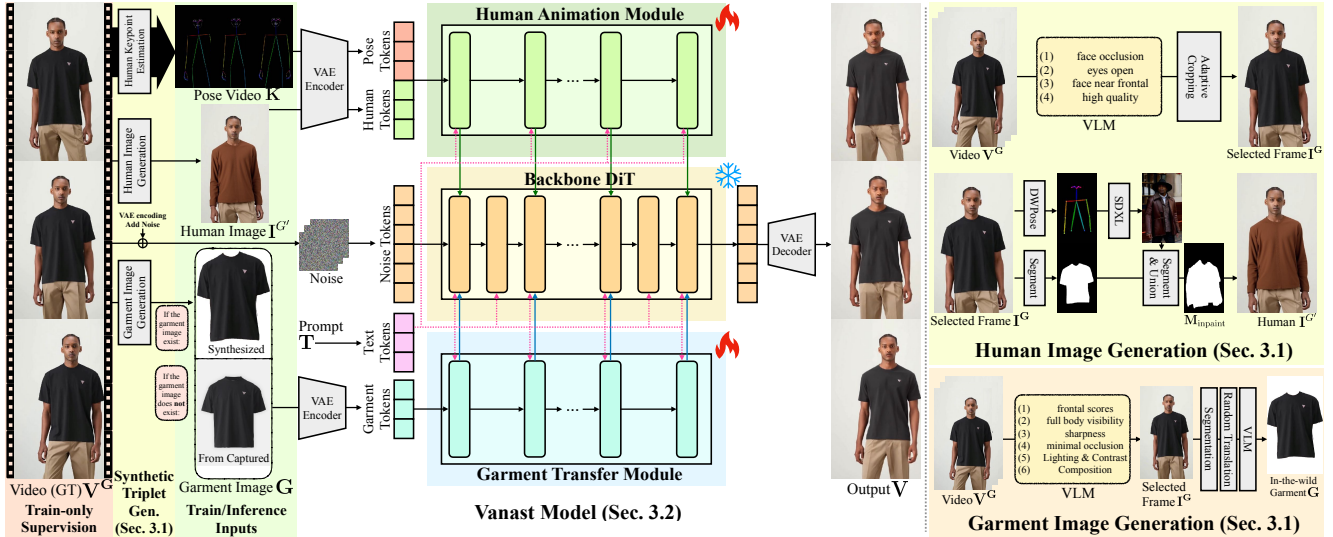 Human Keypoint
Estimation
Pose Video K
Human Image
Generation
Human Image I^G'
VAE encoding
Add Noise
Garment Image
Generation
If the
garment
image
exist:
Synthesized
If the
garment
image
does not
exist:
From Captured
Video (GT) V^G
Train-only
Supervision
Synthetic
Triplet
Gen.
(Sec. 3.1)
Garment Image G
Train/Inference
Inputs
VAE
Encoder
Pose
Tokens
Human
Tokens
Noise
Noise Tokens
Prompt
T
Text
Tokens
VAE
Encoder
Garment
Tokens
Human Animation Module
...
Backbone DiT
...
...
Garment Transfer Module
Vanast Model (Sec. 3.2)
VAE
Decoder
Output V
Video V^G
(1) face occlusion
(2) eyes open
(3) face near frontal
(4) high quality
VLM
Adaptive
Cropping
Selected Frame I^G
Selected Frame I^G
DWPose
Segment
SDXL
Segment
& Union
M_inpaint
Human I^G'
Human Image Generation (Sec. 3.1)
Video V^G
(1) frontal scores
(2) full body visibility
(3) sharpness
(4) minimal occlusion
(5) Lighting & Contrast
(6) Composition
VLM
Selected
Frame I^G
Segmentation
Random Translation
VLM
In-the-wild
Garment G
Garment Image Generation (Sec. 3.1)